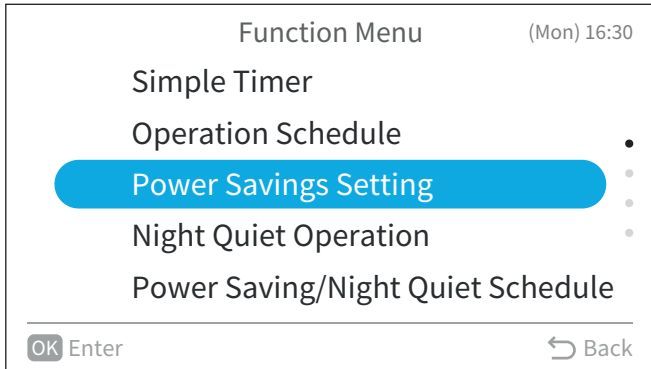 Function Menu (Mon) 16:30
Simple Timer
Operation Schedule
Power Savings Setting
Night Quiet Operation
Power Saving/Night Quiet Schedule
OK Enter Back